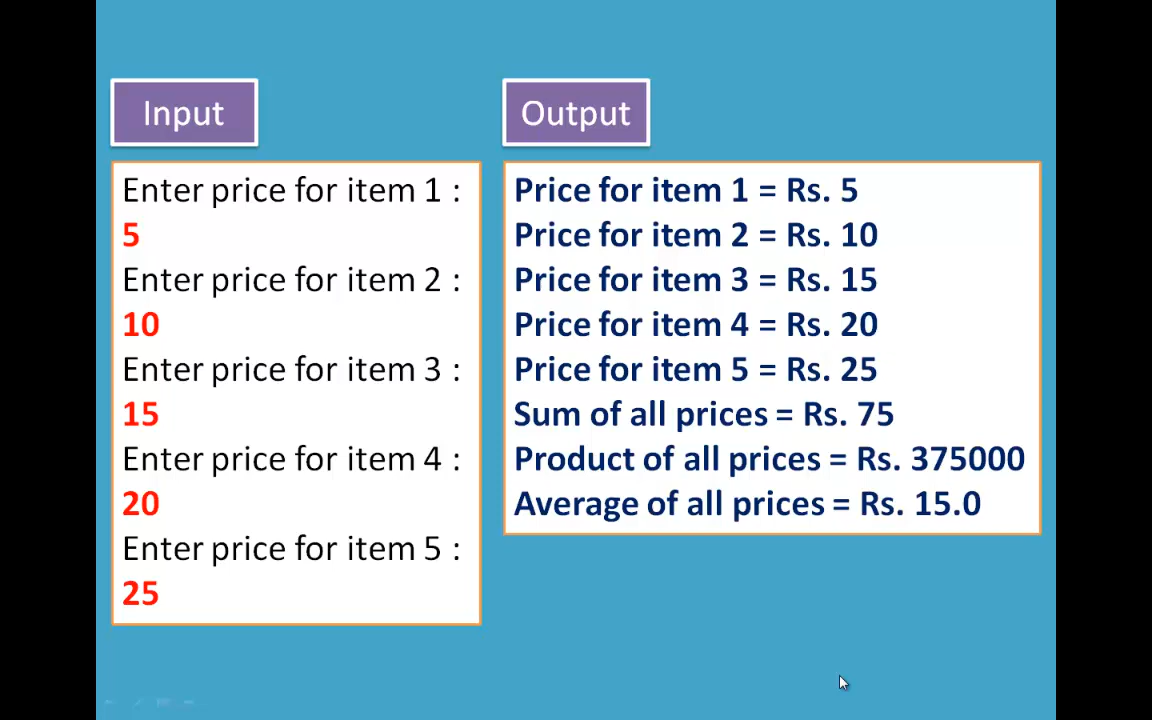 Input
Enter price for item 1 :
5
Enter price for item 2 :
10
Enter price for item 3 :
15
Enter price for item 4 :
20
Enter price for item 5 :
25
Output
Price for item 1 = Rs. 5
Price for item 2 = Rs. 10
Price for item 3 = Rs. 15
Price for item 4 = Rs. 20
Price for item 5 = Rs. 25
Sum of all prices = Rs. 75
Product of all prices = Rs. 375000
Average of all prices = Rs. 15.0